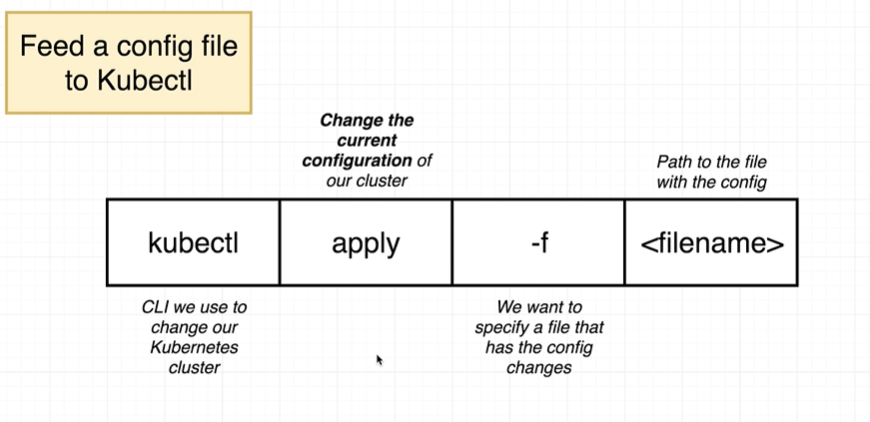 Feed a config file
to Kubectl
Change the
current
configuration of
our cluster
Path to the file
with the config
kubectl
apply
-f
<filename>
CLI we use to
change our
Kubernetes
cluster
We want to
specify a file that
has the config
changes